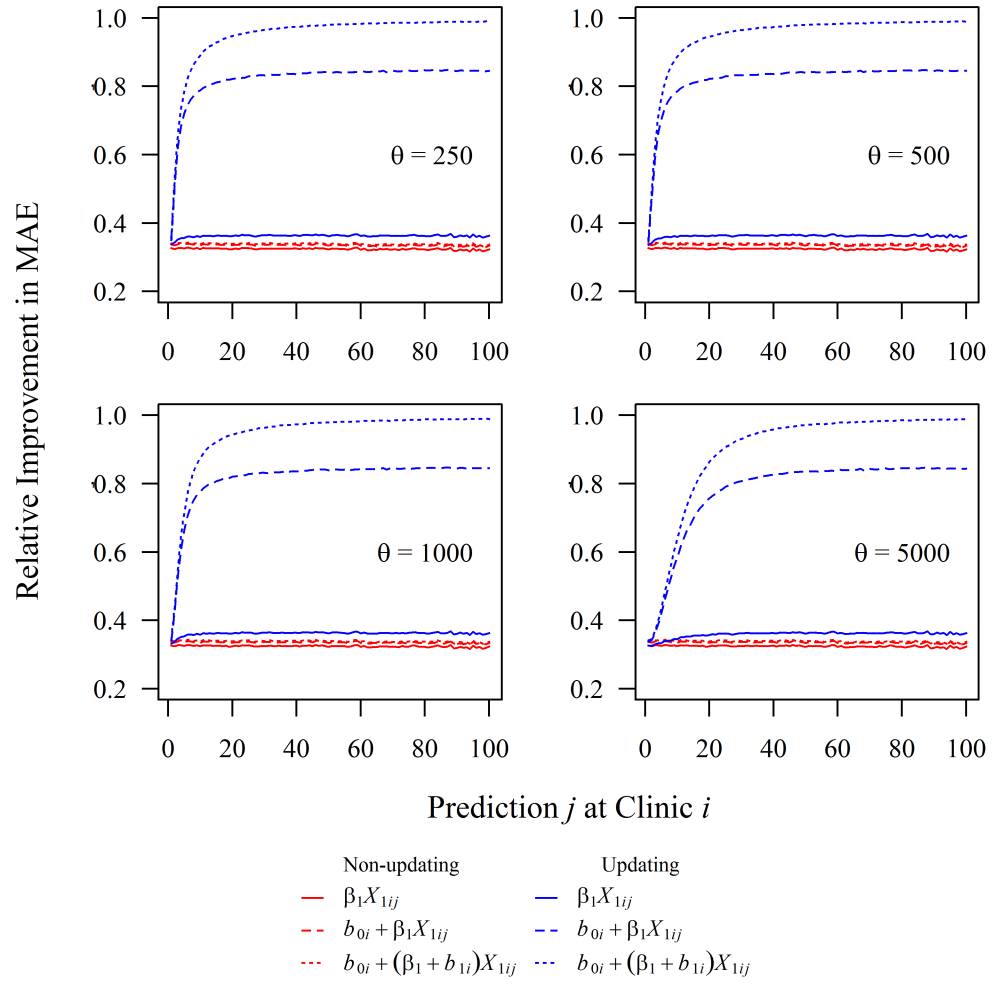 Relative Improvement in MAE
1.0
0.8
0.6
0.4
0.2
θ = 250
0 20 40 60 80 100
1.0
0.8
0.6
0.4
0.2
θ = 500
0 20 40 60 80 100
1.0
0.8
0.6
0.4
0.2
θ = 1000
0 20 40 60 80 100
1.0
0.8
0.6
0.4
0.2
θ = 5000
0 20 40 60 80 100
Prediction j at Clinic i
Non-updating Updating
β₁X₁ᵢⱼ β₁X₁ᵢⱼ
b₀ᵢ + β₁X₁ᵢⱼ b₀ᵢ + β₁X₁ᵢⱼ
b₀ᵢ + (β₁ + b₁ᵢ)X₁ᵢⱼ b₀ᵢ + (β₁ + b₁ᵢ)X₁ᵢⱼ